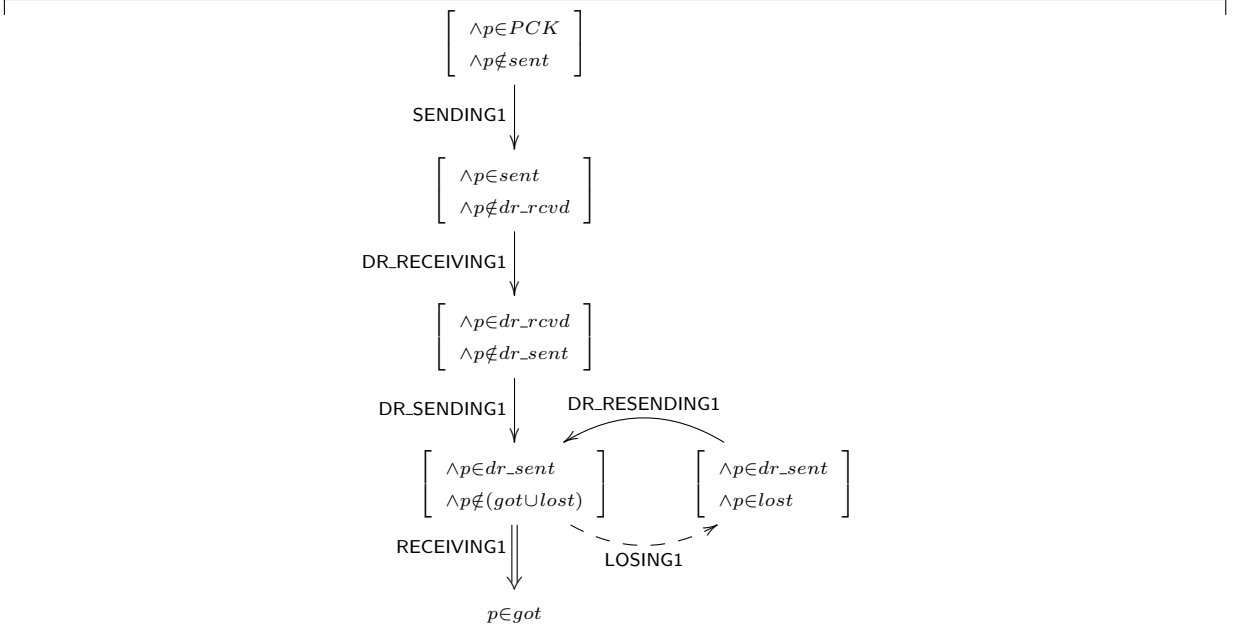 ∧p∈PCK
∧p∉sent
SENDING1
∧p∈sent
∧p∉dr_rcvd
DR_RECEIVING1
∧p∈dr_rcvd
∧p∉dr_sent
DR_SENDING1
DR_RESENDING1
∧p∈dr_sent
∧p∉(got∪lost)
∧p∈dr_sent
∧p∈lost
RECEIVING1
LOSING1
p∈got